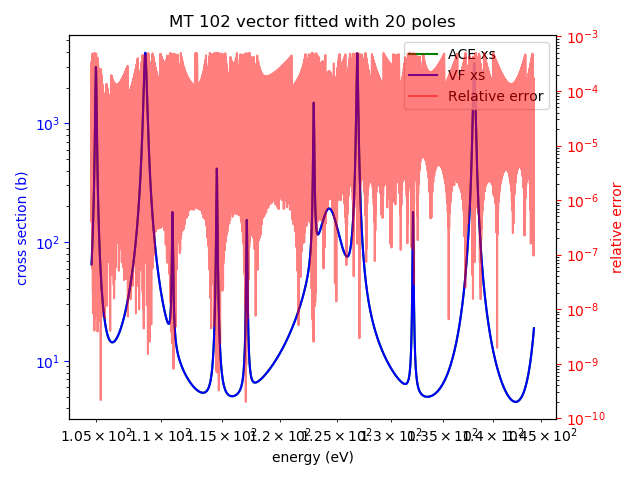 MT 102 vector fitted with 20 poles
ACE xs
VF xs
Relative error
cross section (b)
10³
10²
10¹
10⁻³
10⁻⁴
10⁻⁵
10⁻⁶
10⁻⁷
10⁻⁸
10⁻⁹
10⁻¹⁰
relative error
1.05×10² 1.1×10² 1.15×10² 1.2×10² 1.25×10² 1.3×10² 1.35×10² 1.4×10² 1.45×10²
energy (eV)